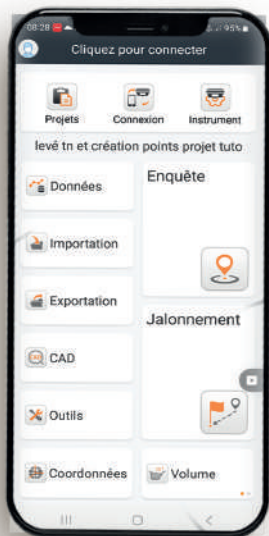 08:28
95%
Cliquez pour connecter
Projets
Connexion
Instrument
levé tn et création points projet tuto
Données
Enquête
Importation
Exportation
Jalonnement
CAD
Outils
Coordonnées
Volume